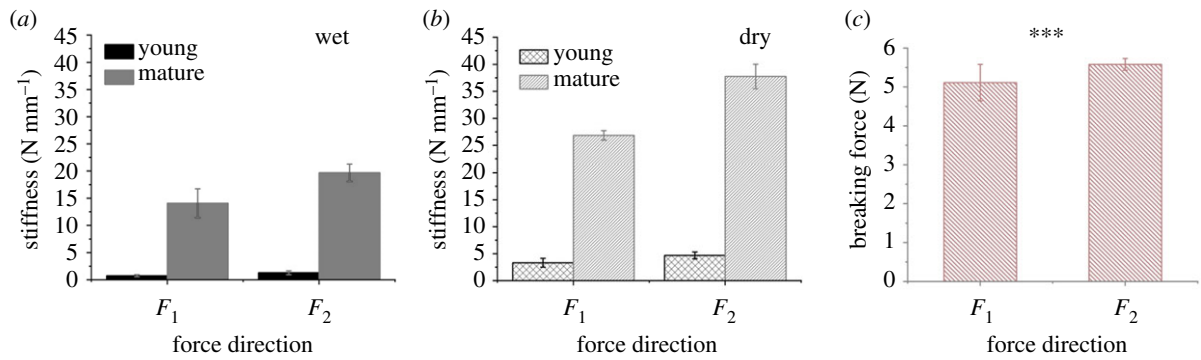 (a)
wet
young
mature
stiffness (N mm⁻¹)
45
40
35
30
25
20
15
10
5
0
F₁ F₂
force direction
(b)
dry
young
mature
stiffness (N mm⁻¹)
45
40
35
30
25
20
15
10
5
0
F₁ F₂
force direction
(c)
***
breaking force (N)
6
5
4
3
2
1
0
F₁ F₂
force direction